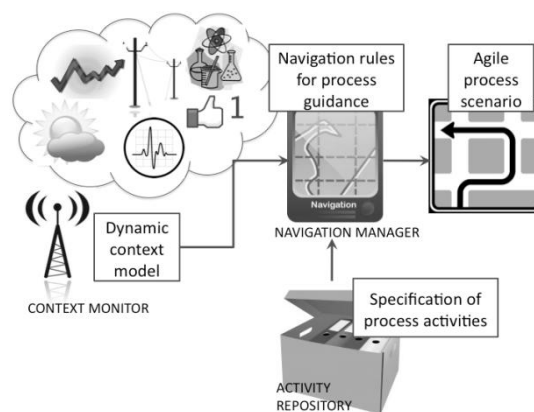 1
Navigation rules
for process
guidance
Agile
process
scenario
Navigation
NAVIGATION MANAGER
Dynamic
context
model
CONTEXT MONITOR
Specification of
process activities
ACTIVITY
REPOSITORY